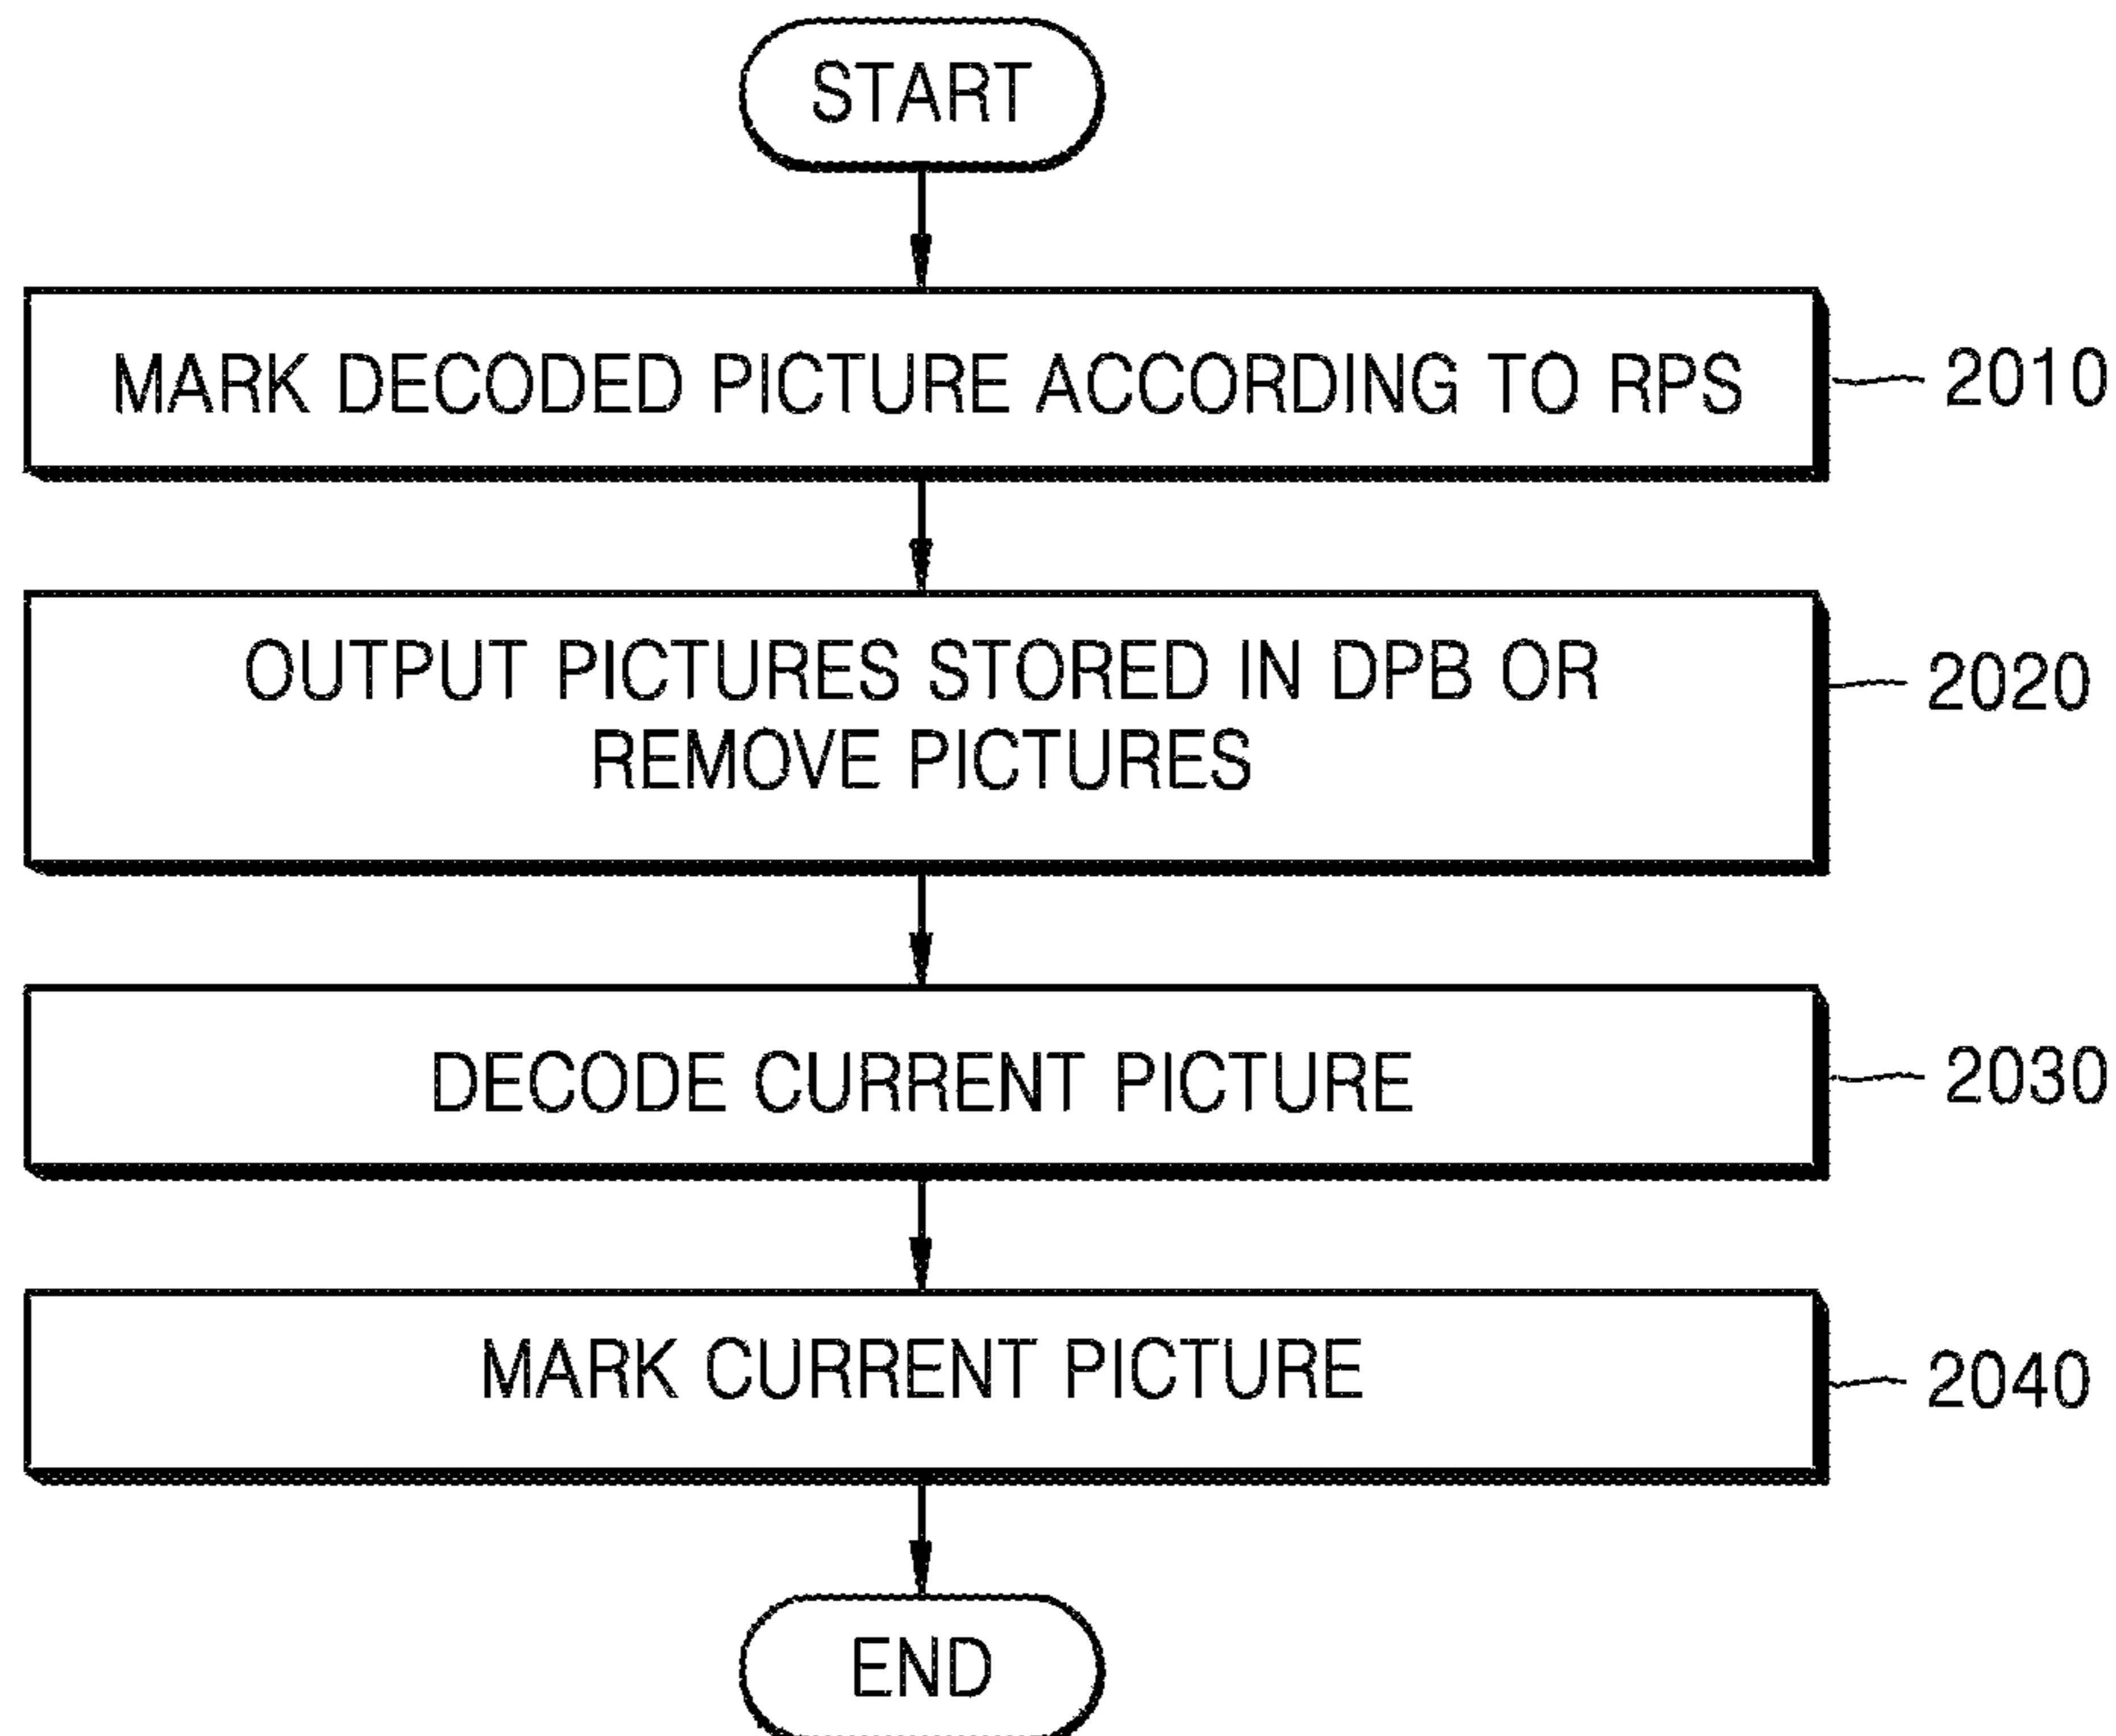 START
MARK DECODED PICTURE ACCORDING TO RPS
2010
OUTPUT PICTURES STORED IN DPB OR
REMOVE PICTURES
2020
DECODE CURRENT PICTURE
2030
MARK CURRENT PICTURE
2040
END